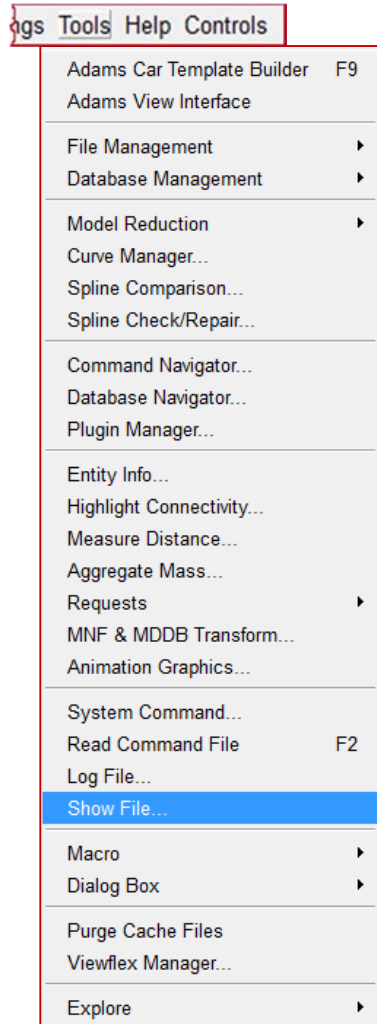 ngs Tools Help Controls
Adams Car Template Builder F9
Adams View Interface
File Management
Database Management
Model Reduction
Curve Manager...
Spline Comparison...
Spline Check/Repair...
Command Navigator...
Database Navigator...
Plugin Manager...
Entity Info...
Highlight Connectivity...
Measure Distance...
Aggregate Mass...
Requests
MNF & MDDB Transform...
Animation Graphics...
System Command...
Read Command File F2
Log File...
Show File...
Macro
Dialog Box
Purge Cache Files
Viewflex Manager...
Explore